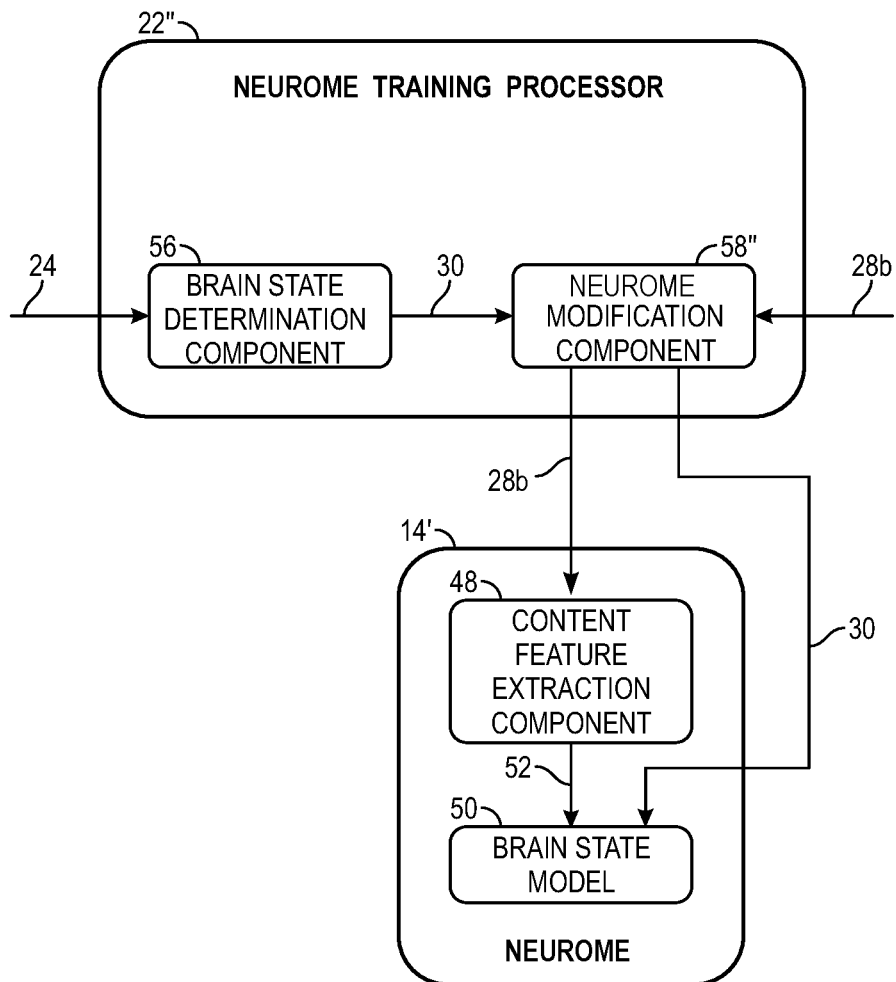 22"
NEUROME TRAINING PROCESSOR
24
56
BRAIN STATE
DETERMINATION
COMPONENT
30
58"
NEUROME
MODIFICATION
COMPONENT
28b
28b
14'
48
CONTENT
FEATURE
EXTRACTION
COMPONENT
30
52
50
BRAIN STATE
MODEL
NEUROME